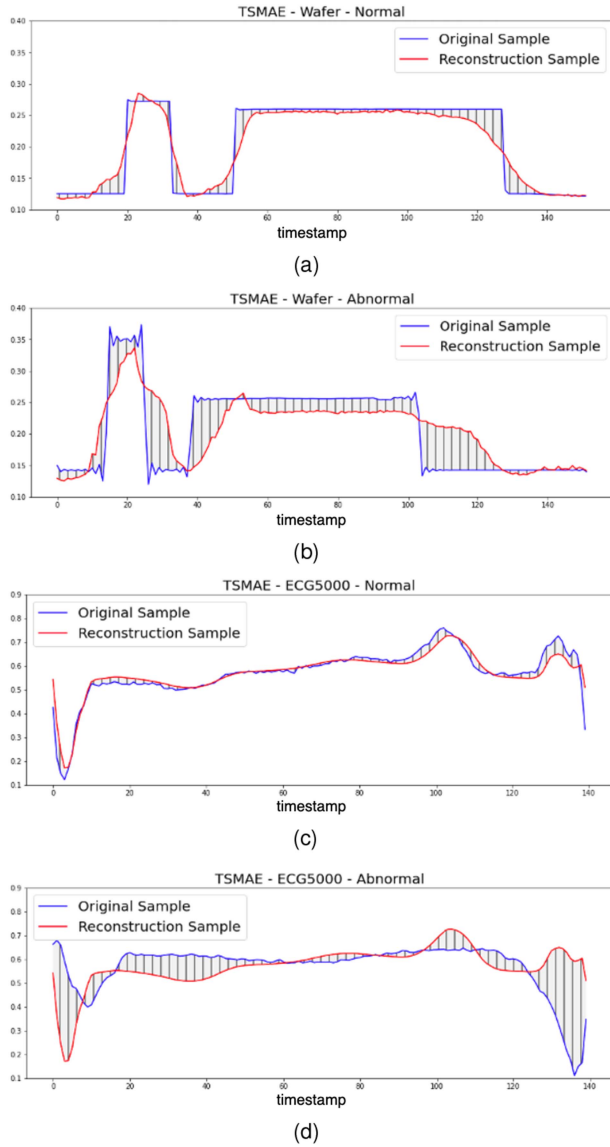 TSMAE - Wafer - Normal
0.40
0.35
0.30
0.25
0.20
0.15
0.10
Original Sample
Reconstruction Sample
0 20 40 60 80 100 120 140
timestamp
(a)
TSMAE - Wafer - Abnormal
0.40
0.35
0.30
0.25
0.20
0.15
0.10
Original Sample
Reconstruction Sample
0 20 40 60 80 100 120 140
timestamp
(b)
TSMAE - ECG5000 - Normal
0.9
0.8
0.7
0.6
0.5
0.4
0.3
0.2
0.1
Original Sample
Reconstruction Sample
0 20 40 60 80 100 120 140
timestamp
(c)
TSMAE - ECG5000 - Abnormal
0.9
0.8
0.7
0.6
0.5
0.4
0.3
0.2
0.1
Original Sample
Reconstruction Sample
0 20 40 60 80 100 120 140
timestamp
(d)